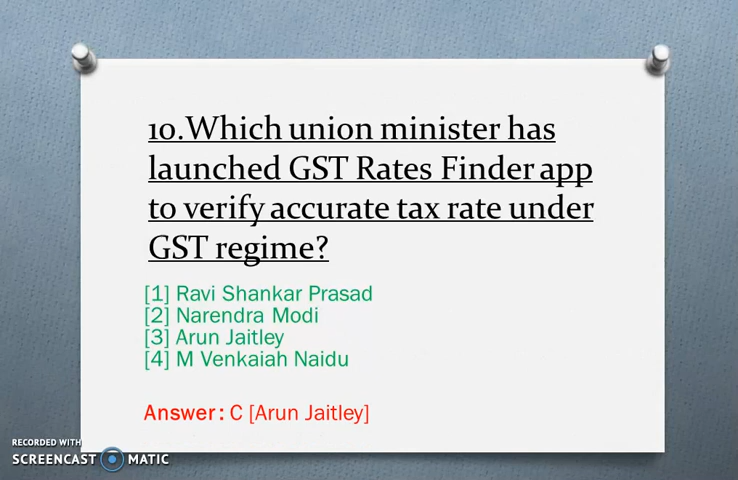 10.Which union minister has
launched GST Rates Finder app
to verify accurate tax rate under
GST regime?
[1] Ravi Shankar Prasad
[2] Narendra Modi
[3] Arun Jaitley
[4] M Venkaiah Naidu
Answer: C [Arun Jaitley]
RECORDED WITH
SCREENCAST MATIC